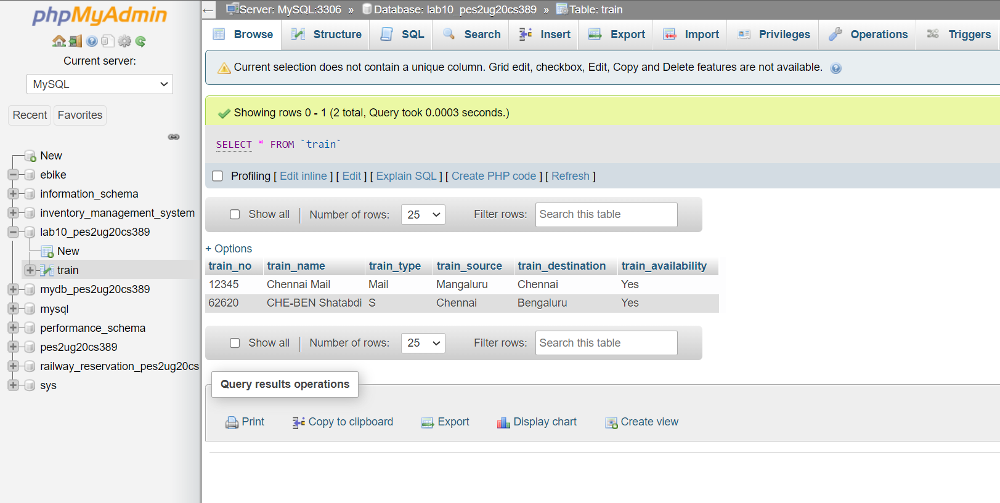 phpMyAdmin
Current server:
MySQL
Recent Favorites
New
ebike
information_schema
inventory_management_system
lab10_pes2ug20cs389
New
train
mydb_pes2ug20cs389
mysql
performance_schema
pes2ug20cs389
railway_reservation_pes2ug20cs
sys
Server: MySQL:3306 » Database: lab10_pes2ug20cs389 » Table: train
Browse Structure SQL Search Insert Export Import Privileges Operations Triggers
Current selection does not contain a unique column. Grid edit, checkbox, Edit, Copy and Delete features are not available.
Showing rows 0 - 1 (2 total, Query took 0.0003 seconds.)
SELECT * FROM `train`
Profiling [ Edit inline ] [ Edit ] [ Explain SQL ] [ Create PHP code ] [ Refresh ]
Show all | Number of rows: 25 Filter rows: Search this table
+ Options
train_no train_name train_type train_source train_destination train_availability
12345 Chennai Mail Mail Mangaluru Chennai Yes
62620 CHE-BEN Shatabdi S Chennai Bengaluru Yes
Show all | Number of rows: 25 Filter rows: Search this table
Query results operations
Print Copy to clipboard Export Display chart Create view